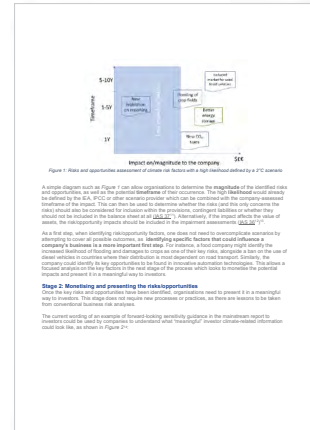 5-10Y
1-5Y
1Y
Timeframe
Flooding of
crop fields
Better
energy
storage
Impact on/magnitude to the company
$£€
Figure 1. Risks and opportunities assessment of climate risk factors with a high likelihood defined by a 2°C scenario.
A simple diagram such as Figure 1 can allow organisations to determine the magnitude of the identified risks
and opportunities, as well as the potential timeframe of their occurrence. The high likelihood would already
be defined by the IEA, IPCC or other scenario provider which can be combined with the company-assessed
timeframe of the impact. This can then be used to determine whether the risks (and this only concerns the
risks) should also be considered for inclusion within the provisions, contingent liabilities or whether they
should not be included in the balance sheet at all (IAS 37). Alternatively, if the impact affects the value of
assets, the risk/opportunity impacts should be included in the impairment assessments (IAS 36).
As a first step, when identifying risk/opportunity factors, one does not need to overcomplicate scenarios by
attempting to cover all possible outcomes, as identifying specific factors that could influence a
company's business is a more important first step. For instance, a food company might identify the
increased likelihood of flooding and damages to crops as one of their key risks, alongside a ban on the use of
diesel vehicles in countries where their distribution is most dependent on road transport. Similarly, the
company could identify its key opportunities to be found in innovative automation technologies. This allows a
focused analysis on the key factors in the next stage of the process which looks to monetise the potential
impacts and present it in a meaningful way to investors.
Stage 2: Monetising and presenting the risks/opportunities
Once the key risks and opportunities have been identified, organisations need to present it in a meaningful
way to investors. This stage does not require new processes or practices, as there are lessons to be taken
from conventional business risk analyses.
The current wording of an example of forward-looking sensitivity guidance in the mainstream report to
investors could be used by companies to understand what 'meaningful' investor climate-related information
could look like, as shown in Figure 2